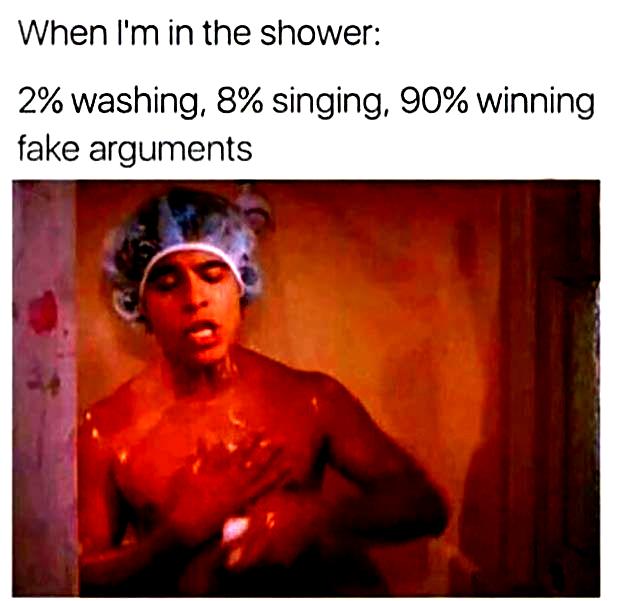 When I'm in the shower:
2% washing, 8% singing, 90% winning
fake arguments